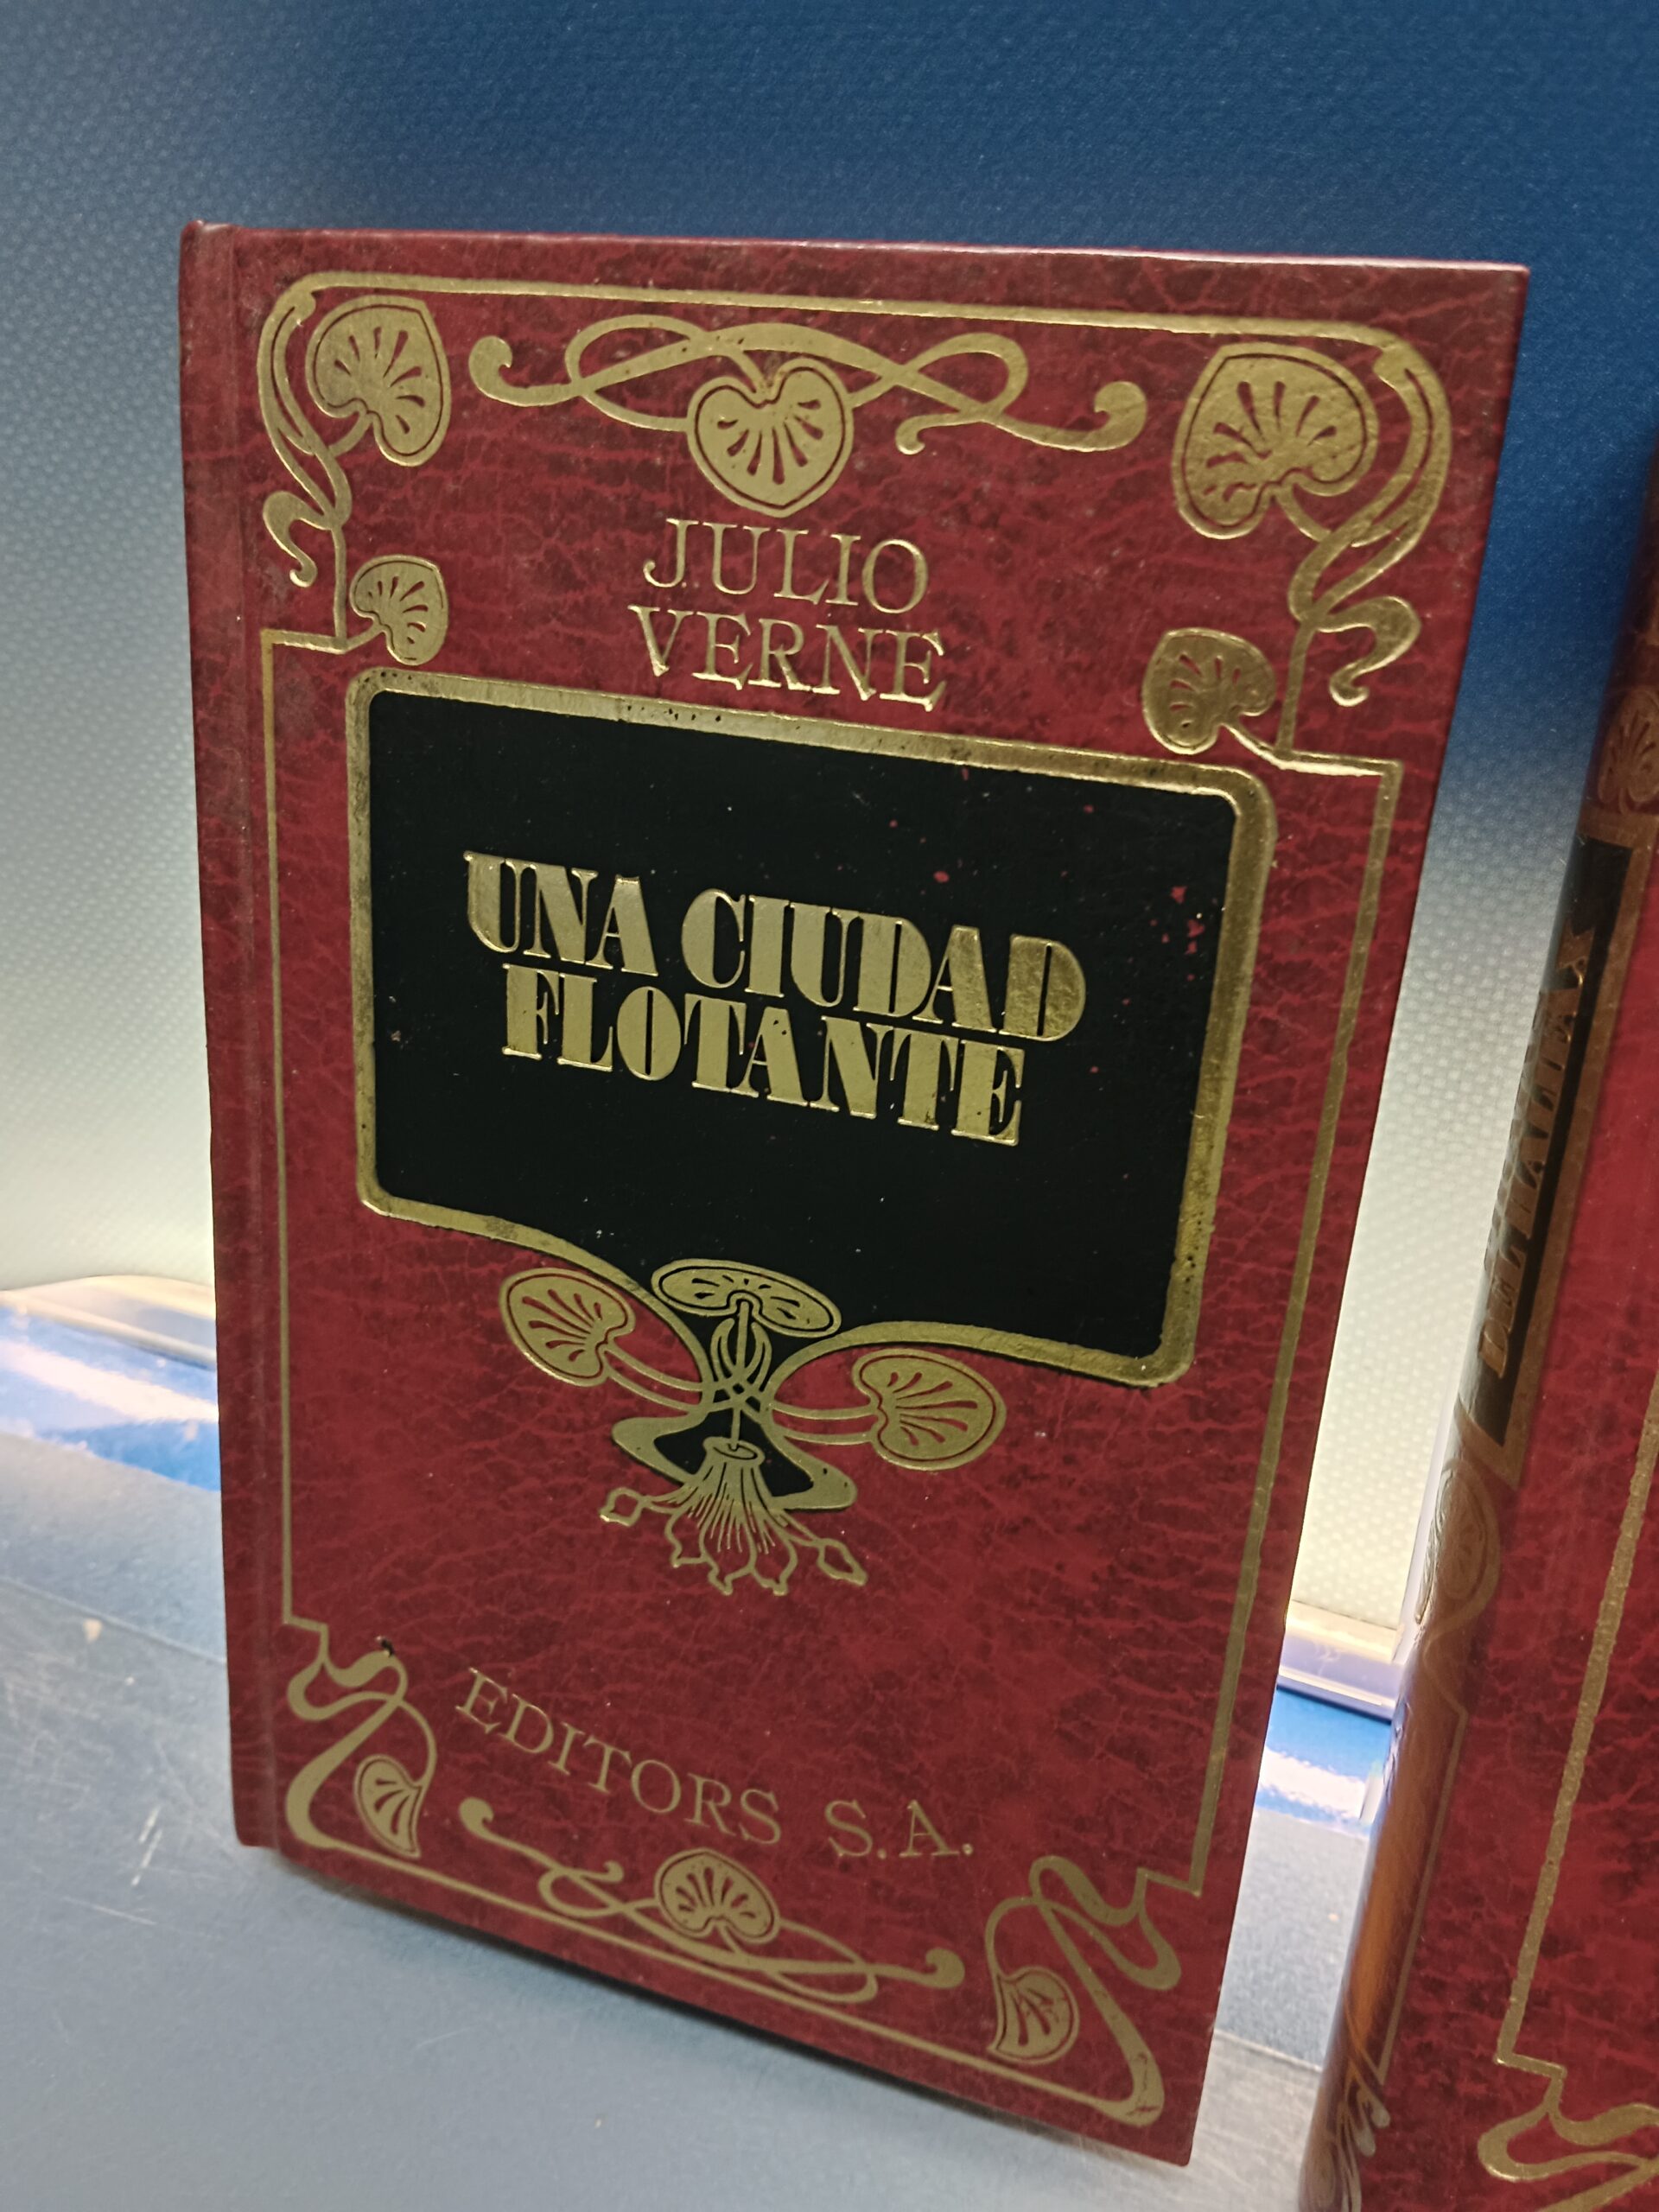 JULIO
VERNE
UNA CIUDAD
FLOTANTE
EDITORS S.A.